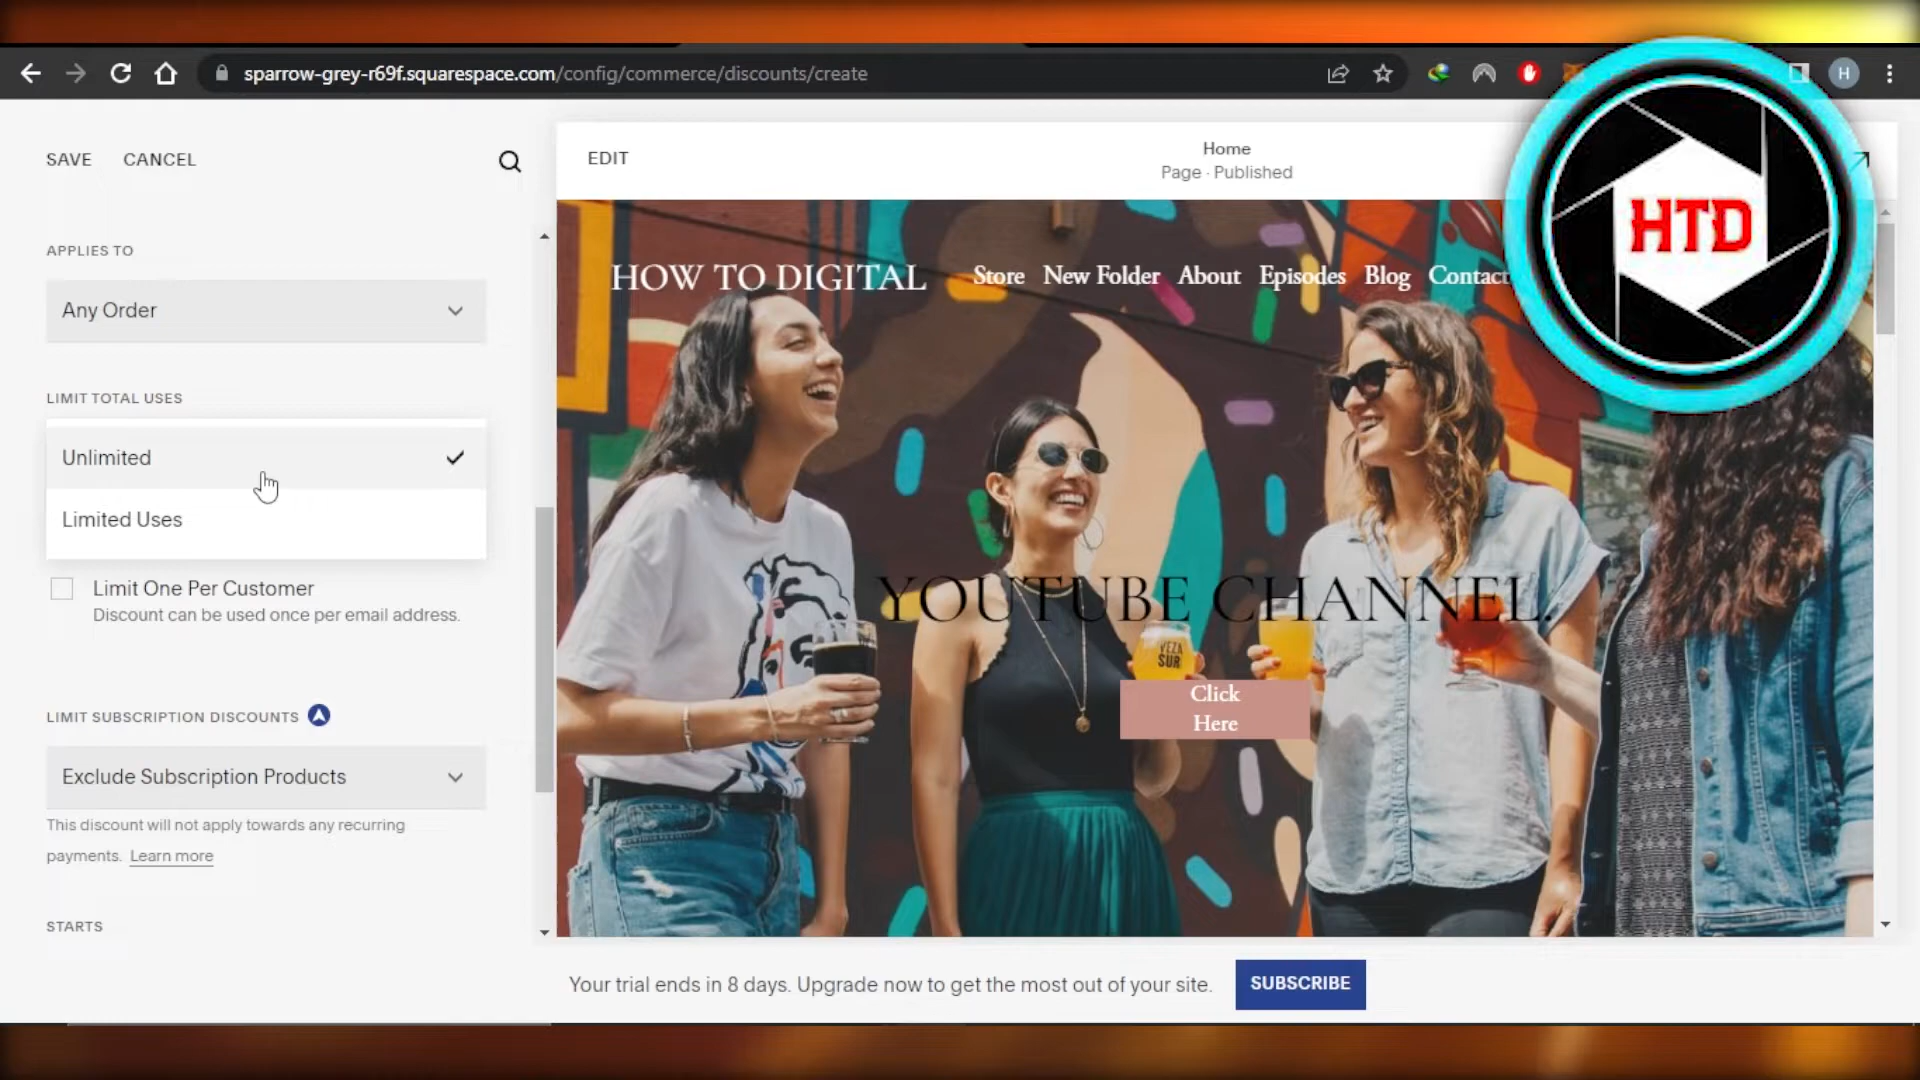 sparrow-grey-r69f.squarespace.com/config/commerce/discounts/create
H
SAVE CANCEL
APPLIES TO
Any Order
LIMIT TOTAL USES
Unlimited
Limited Uses
Limit One Per Customer
Discount can be used once per email address.
LIMIT SUBSCRIPTION DISCOUNTS
Exclude Subscription Products
This discount will not apply towards any recurring
payments. Learn more
STARTS
EDIT
Home
Page · Published
HTD
HOW TO DIGITAL Store New Folder About Episodes Blog Contact
YOUTUBE CHANNEL.
VEZA
SUR
Click
Here
Your trial ends in 8 days. Upgrade now to get the most out of your site. SUBSCRIBE